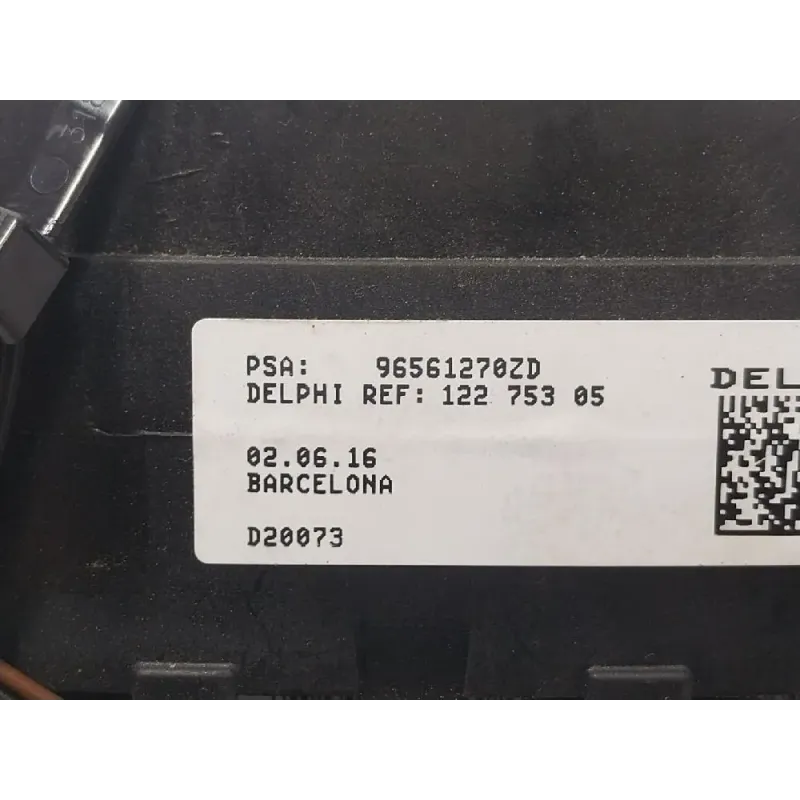 PSA: 96561270ZD
DELPHI REF: 122 753 05
02.06.16
BARCELONA
D20073
DEL